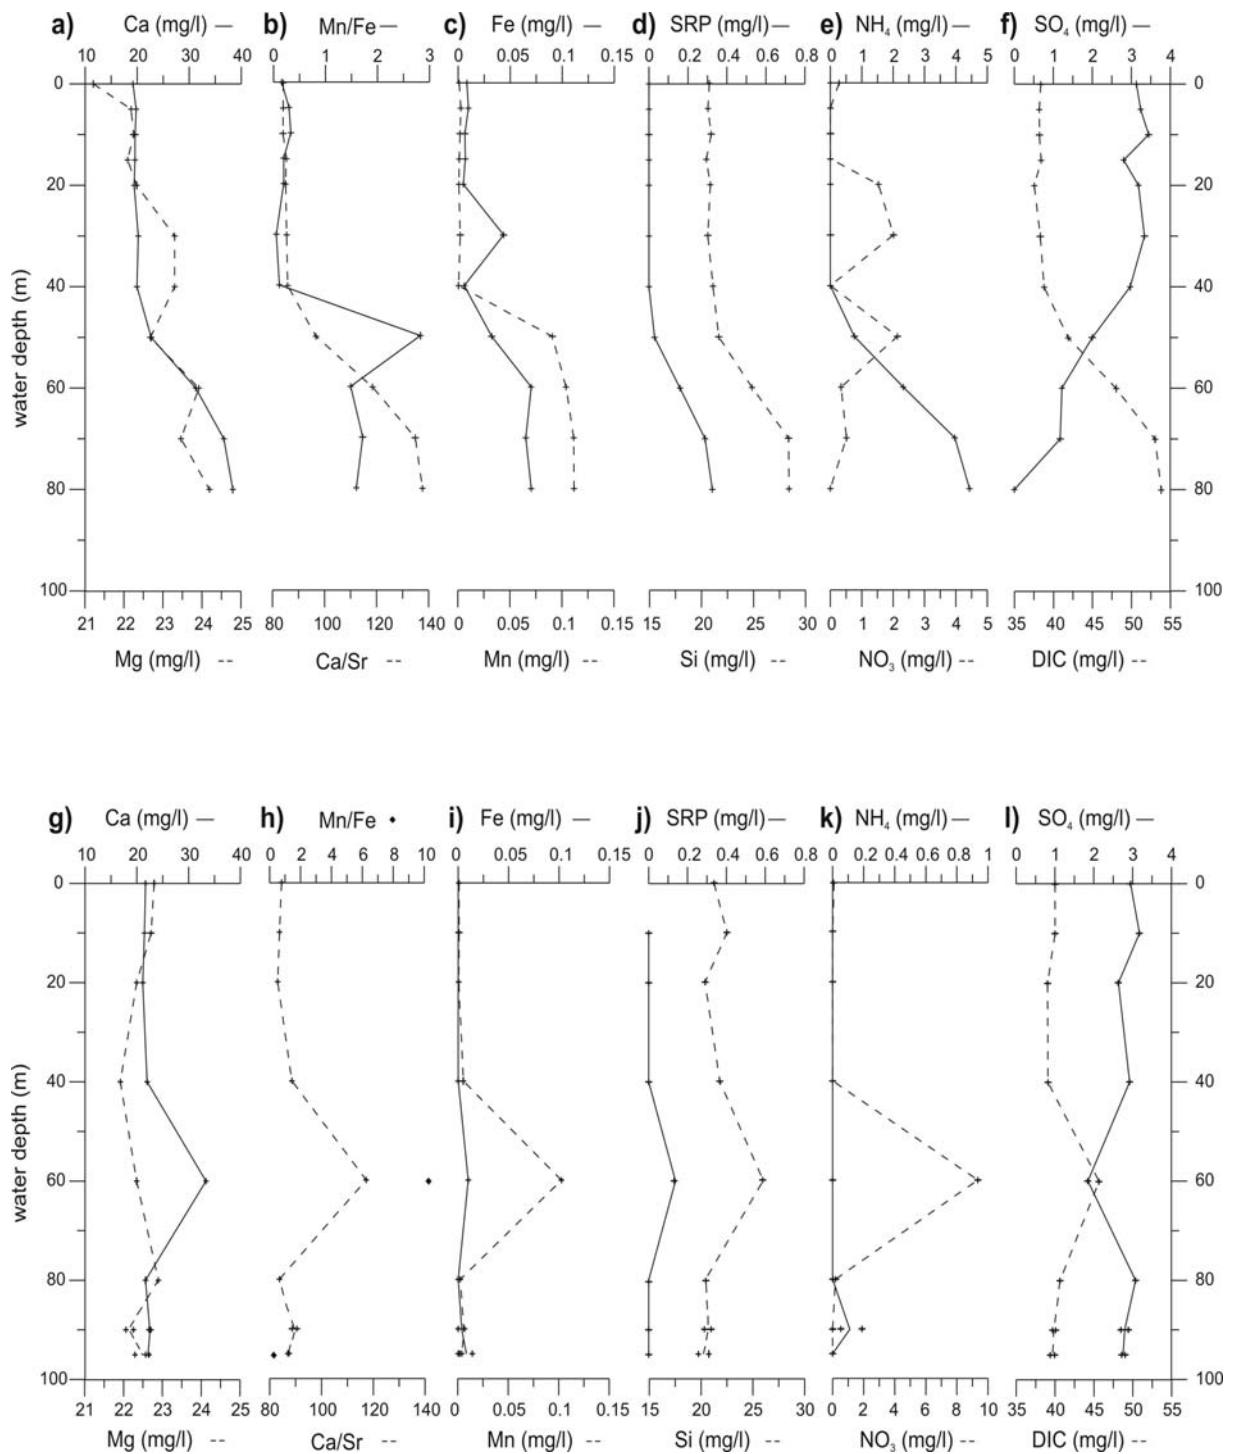 a) Ca (mg/l) — b) Mn/Fe — c) Fe (mg/l) — d) SRP (mg/l) — e) NH₄ (mg/l) — f) SO₄ (mg/l) —
10 20 30 40 0 1 2 3 0 0.05 0.1 0.15 0 0.2 0.4 0.6 0.8 0 1 2 3 4 5 0 1 2 3 4
0 0
20 20
40 40
water depth (m)
60 60
80 80
100 100
21 22 23 24 25 80 100 120 140 0 0.05 0.1 0.15 15 20 25 30 0 1 2 3 4 5 35 40 45 50 55
Mg (mg/l) -- Ca/Sr -- Mn (mg/l) -- Si (mg/l) -- NO₃ (mg/l) -- DIC (mg/l) --
g) Ca (mg/l) — h) Mn/Fe ♦ i) Fe (mg/l) — j) SRP (mg/l) — k) NH₄ (mg/l) — l) SO₄ (mg/l) —
10 20 30 40 0 2 4 6 8 10 0 0.05 0.1 0.15 0 0.2 0.4 0.6 0.8 0 0.2 0.4 0.6 0.8 1 0 1 2 3 4
0 0
20 20
40 40
water depth (m)
60 60
80 80
100 100
21 22 23 24 25 80 100 120 140 0 0.05 0.1 0.15 15 20 25 30 0 2 4 6 8 10 35 40 45 50 55
Mg (mg/l) -- Ca/Sr -- Mn (mg/l) -- Si (mg/l) -- NO₃ (mg/l) -- DIC (mg/l) --